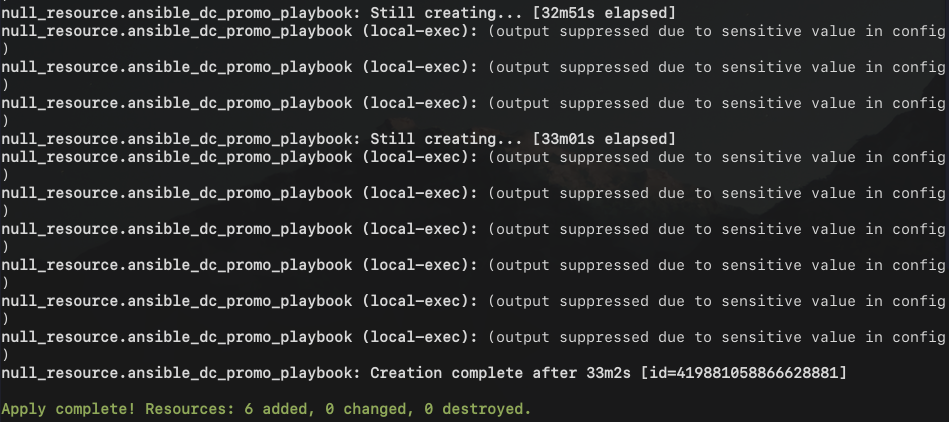 null_resource.ansible_dc_promo_playbook: Still creating... [32m51s elapsed]
null_resource.ansible_dc_promo_playbook (local-exec): (output suppressed due to sensitive value in config
)
null_resource.ansible_dc_promo_playbook (local-exec): (output suppressed due to sensitive value in config
)
null_resource.ansible_dc_promo_playbook (local-exec): (output suppressed due to sensitive value in config
)
null_resource.ansible_dc_promo_playbook: Still creating... [33m01s elapsed]
null_resource.ansible_dc_promo_playbook (local-exec): (output suppressed due to sensitive value in config
)
null_resource.ansible_dc_promo_playbook (local-exec): (output suppressed due to sensitive value in config
)
null_resource.ansible_dc_promo_playbook (local-exec): (output suppressed due to sensitive value in config
)
null_resource.ansible_dc_promo_playbook (local-exec): (output suppressed due to sensitive value in config
)
null_resource.ansible_dc_promo_playbook (local-exec): (output suppressed due to sensitive value in config
)
null_resource.ansible_dc_promo_playbook (local-exec): (output suppressed due to sensitive value in config
)
null_resource.ansible_dc_promo_playbook: Creation complete after 33m2s [id=419881058866628881]
Apply complete! Resources: 6 added, 0 changed, 0 destroyed.